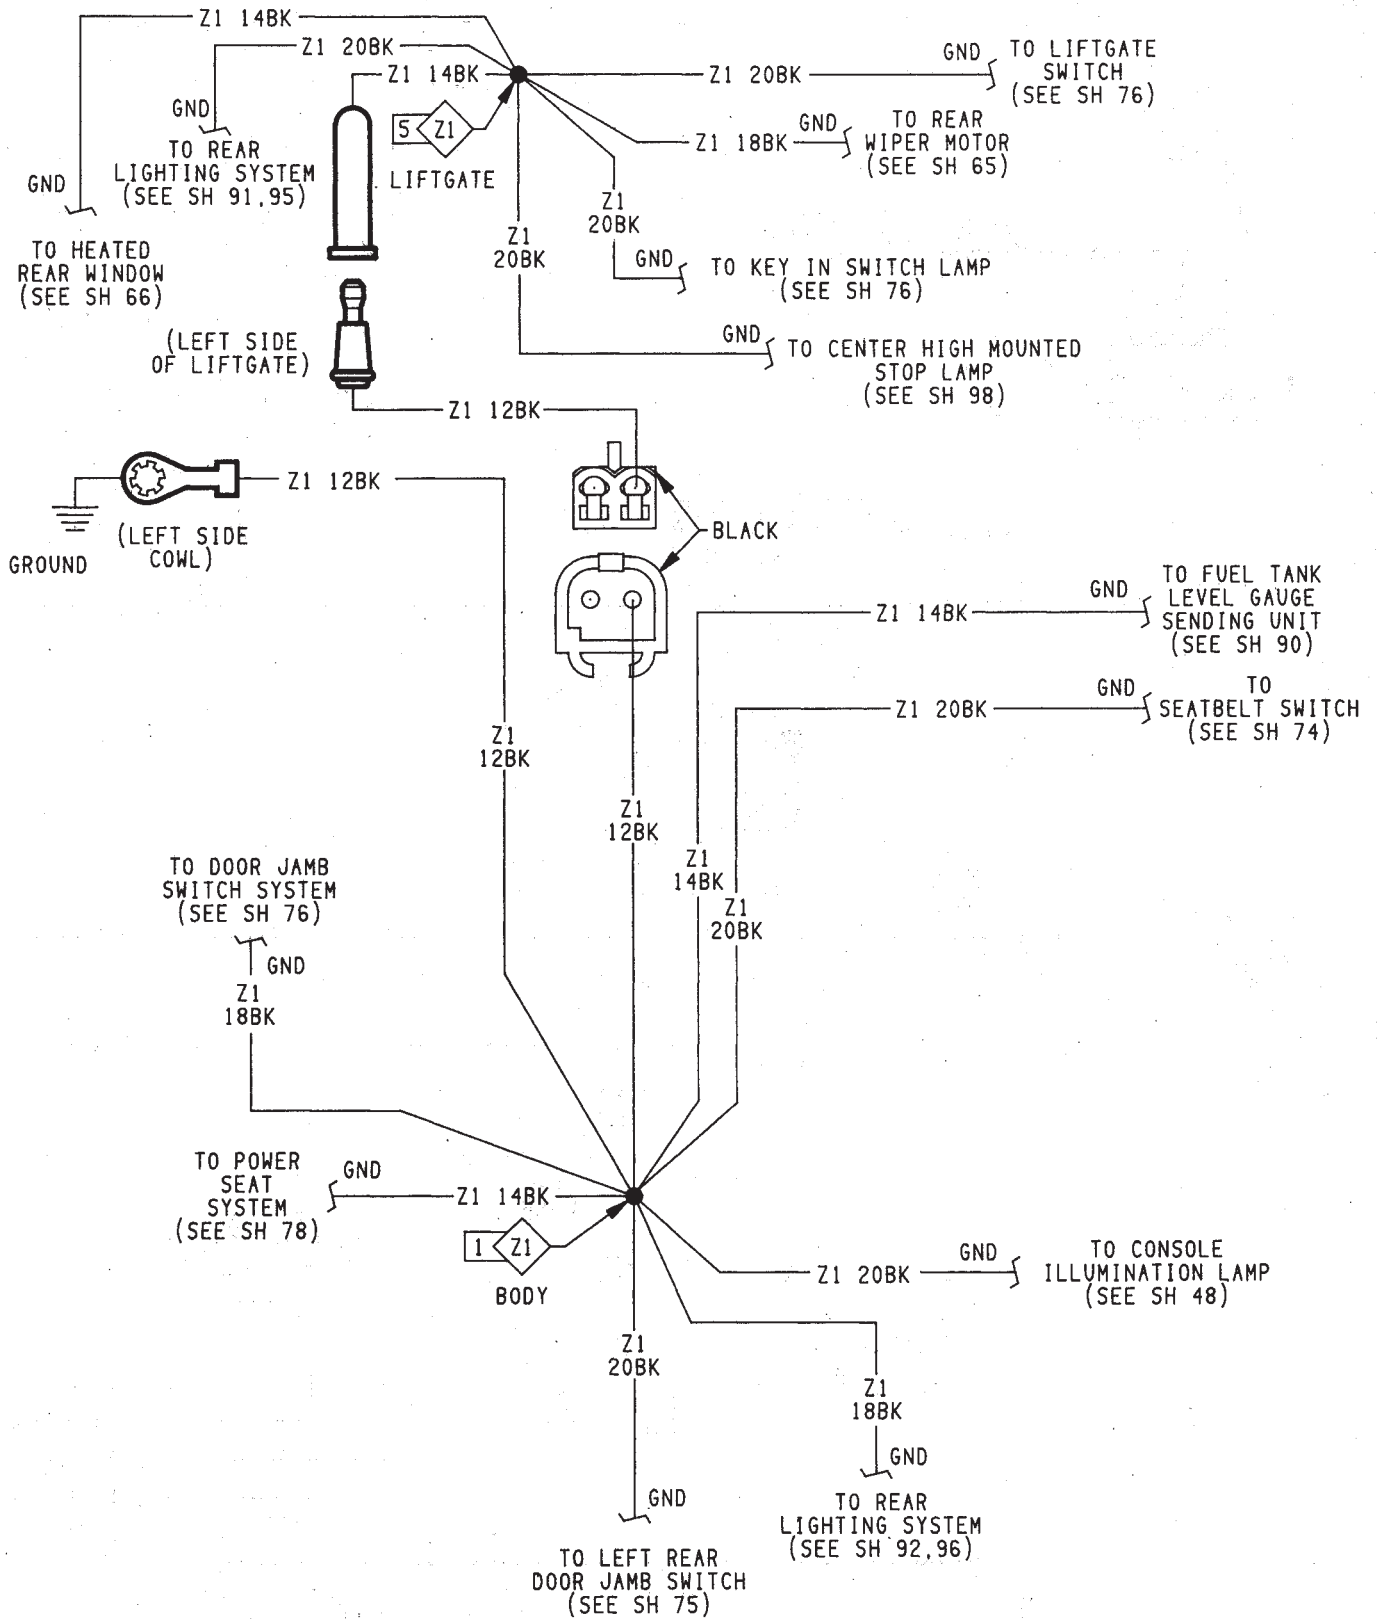 Z1 14BK
Z1 20BK
Z1 14BK
Z1 20BK
GND
TO LIFTGATE
SWITCH
(SEE SH 76)
GND
TO REAR
LIGHTING SYSTEM
(SEE SH 91,95)
5 Z1
LIFTGATE
Z1 18BK
GND
TO REAR
WIPER MOTOR
(SEE SH 65)
GND
TO HEATED
REAR WINDOW
(SEE SH 66)
Z1
20BK
Z1
20BK
GND
TO KEY IN SWITCH LAMP
(SEE SH 76)
(LEFT SIDE
OF LIFTGATE)
GND
TO CENTER HIGH MOUNTED
STOP LAMP
(SEE SH 98)
Z1 12BK
Z1 12BK
GROUND
(LEFT SIDE
COWL)
BLACK
Z1 14BK
GND
TO FUEL TANK
LEVEL GAUGE
SENDING UNIT
(SEE SH 90)
Z1 20BK
GND
TO
SEATBELT SWITCH
(SEE SH 74)
Z1
12BK
Z1
12BK
Z1
14BK
Z1
20BK
TO DOOR JAMB
SWITCH SYSTEM
(SEE SH 76)
GND
Z1
18BK
TO POWER
SEAT
SYSTEM
(SEE SH 78)
GND
Z1 14BK
1 Z1
BODY
Z1 20BK
GND
TO CONSOLE
ILLUMINATION LAMP
(SEE SH 48)
Z1
20BK
Z1
18BK
GND
TO REAR
LIGHTING SYSTEM
(SEE SH 92,96)
GND
TO LEFT REAR
DOOR JAMB SWITCH
(SEE SH 75)